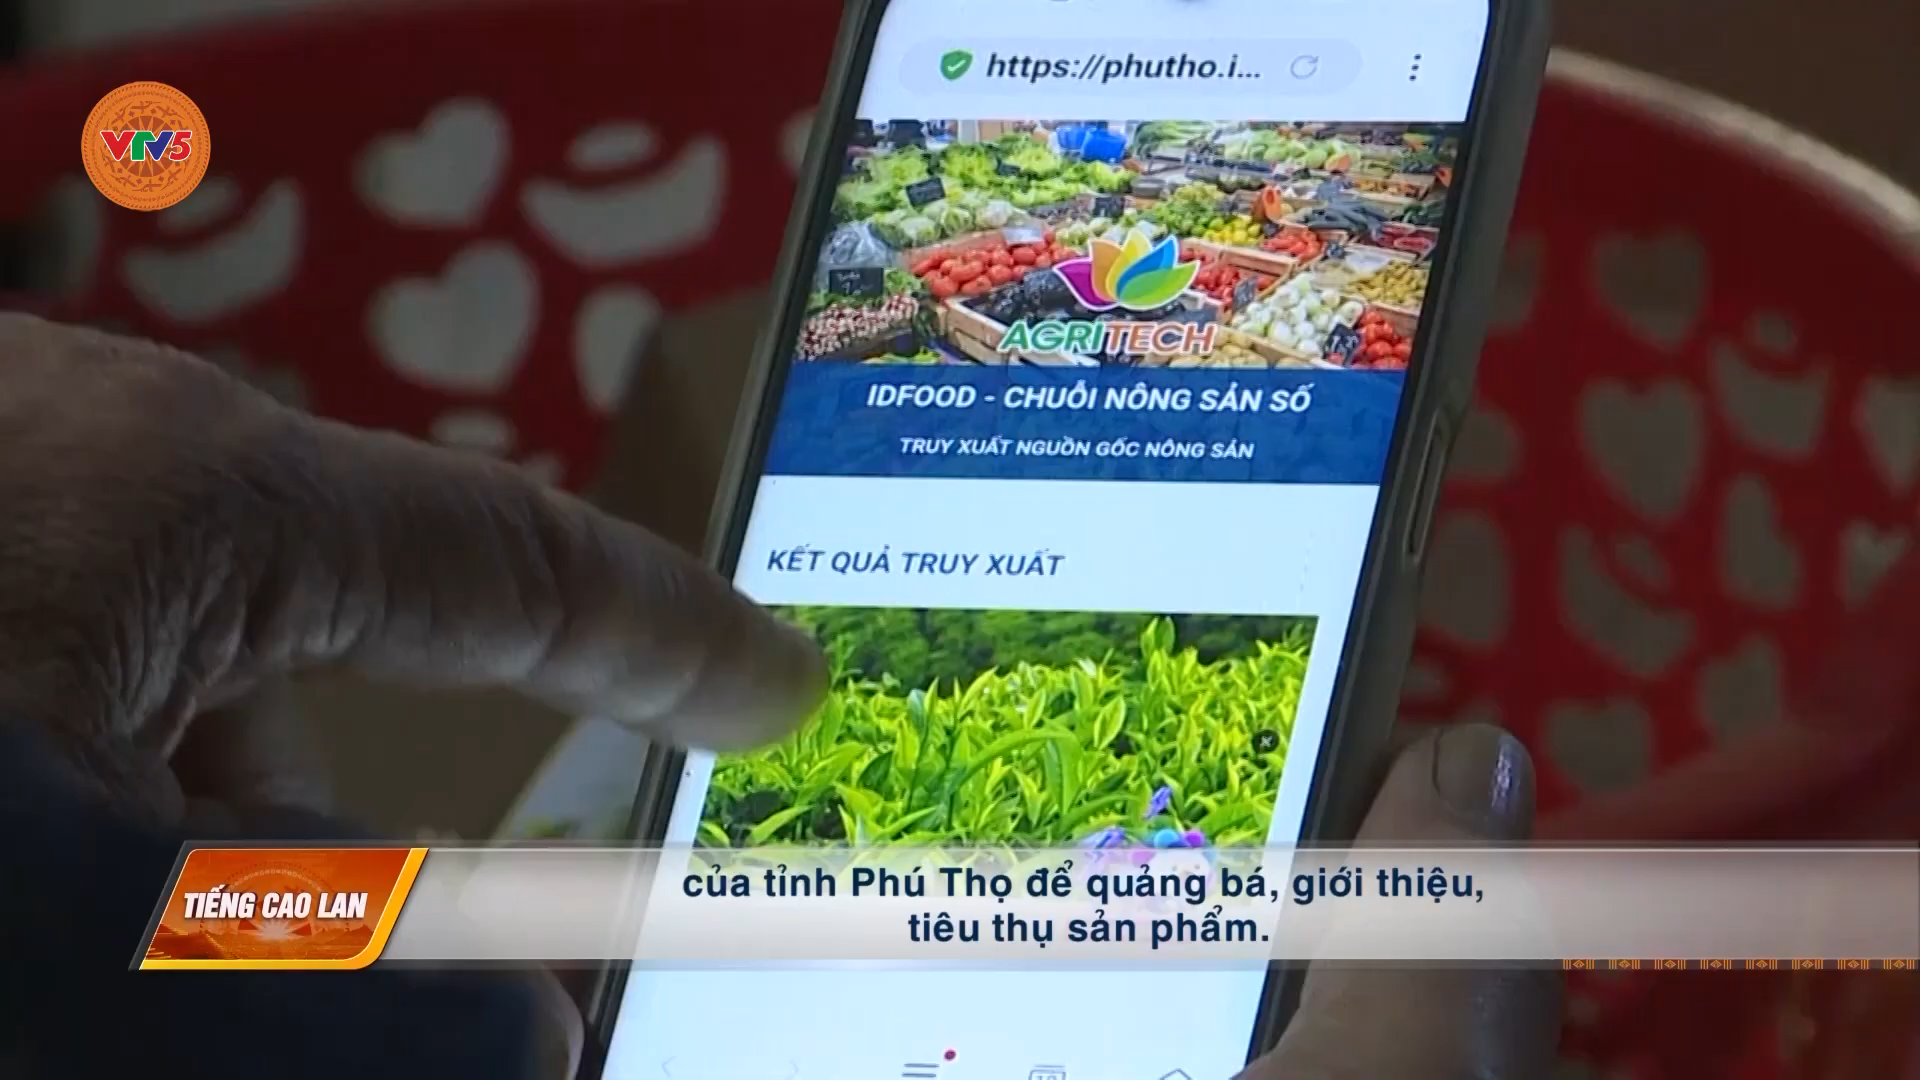 VTV5
https://phutho.i...
AGRITECH
IDFOOD - CHUỖI NÔNG SẢN SỐ
TRUY XUẤT NGUỒN GỐC NÔNG SẢN
KẾT QUẢ TRUY XUẤT
TIẾNG CAO LAN
của tỉnh Phú Thọ để quảng bá, giới thiệu,
tiêu thụ sản phẩm.